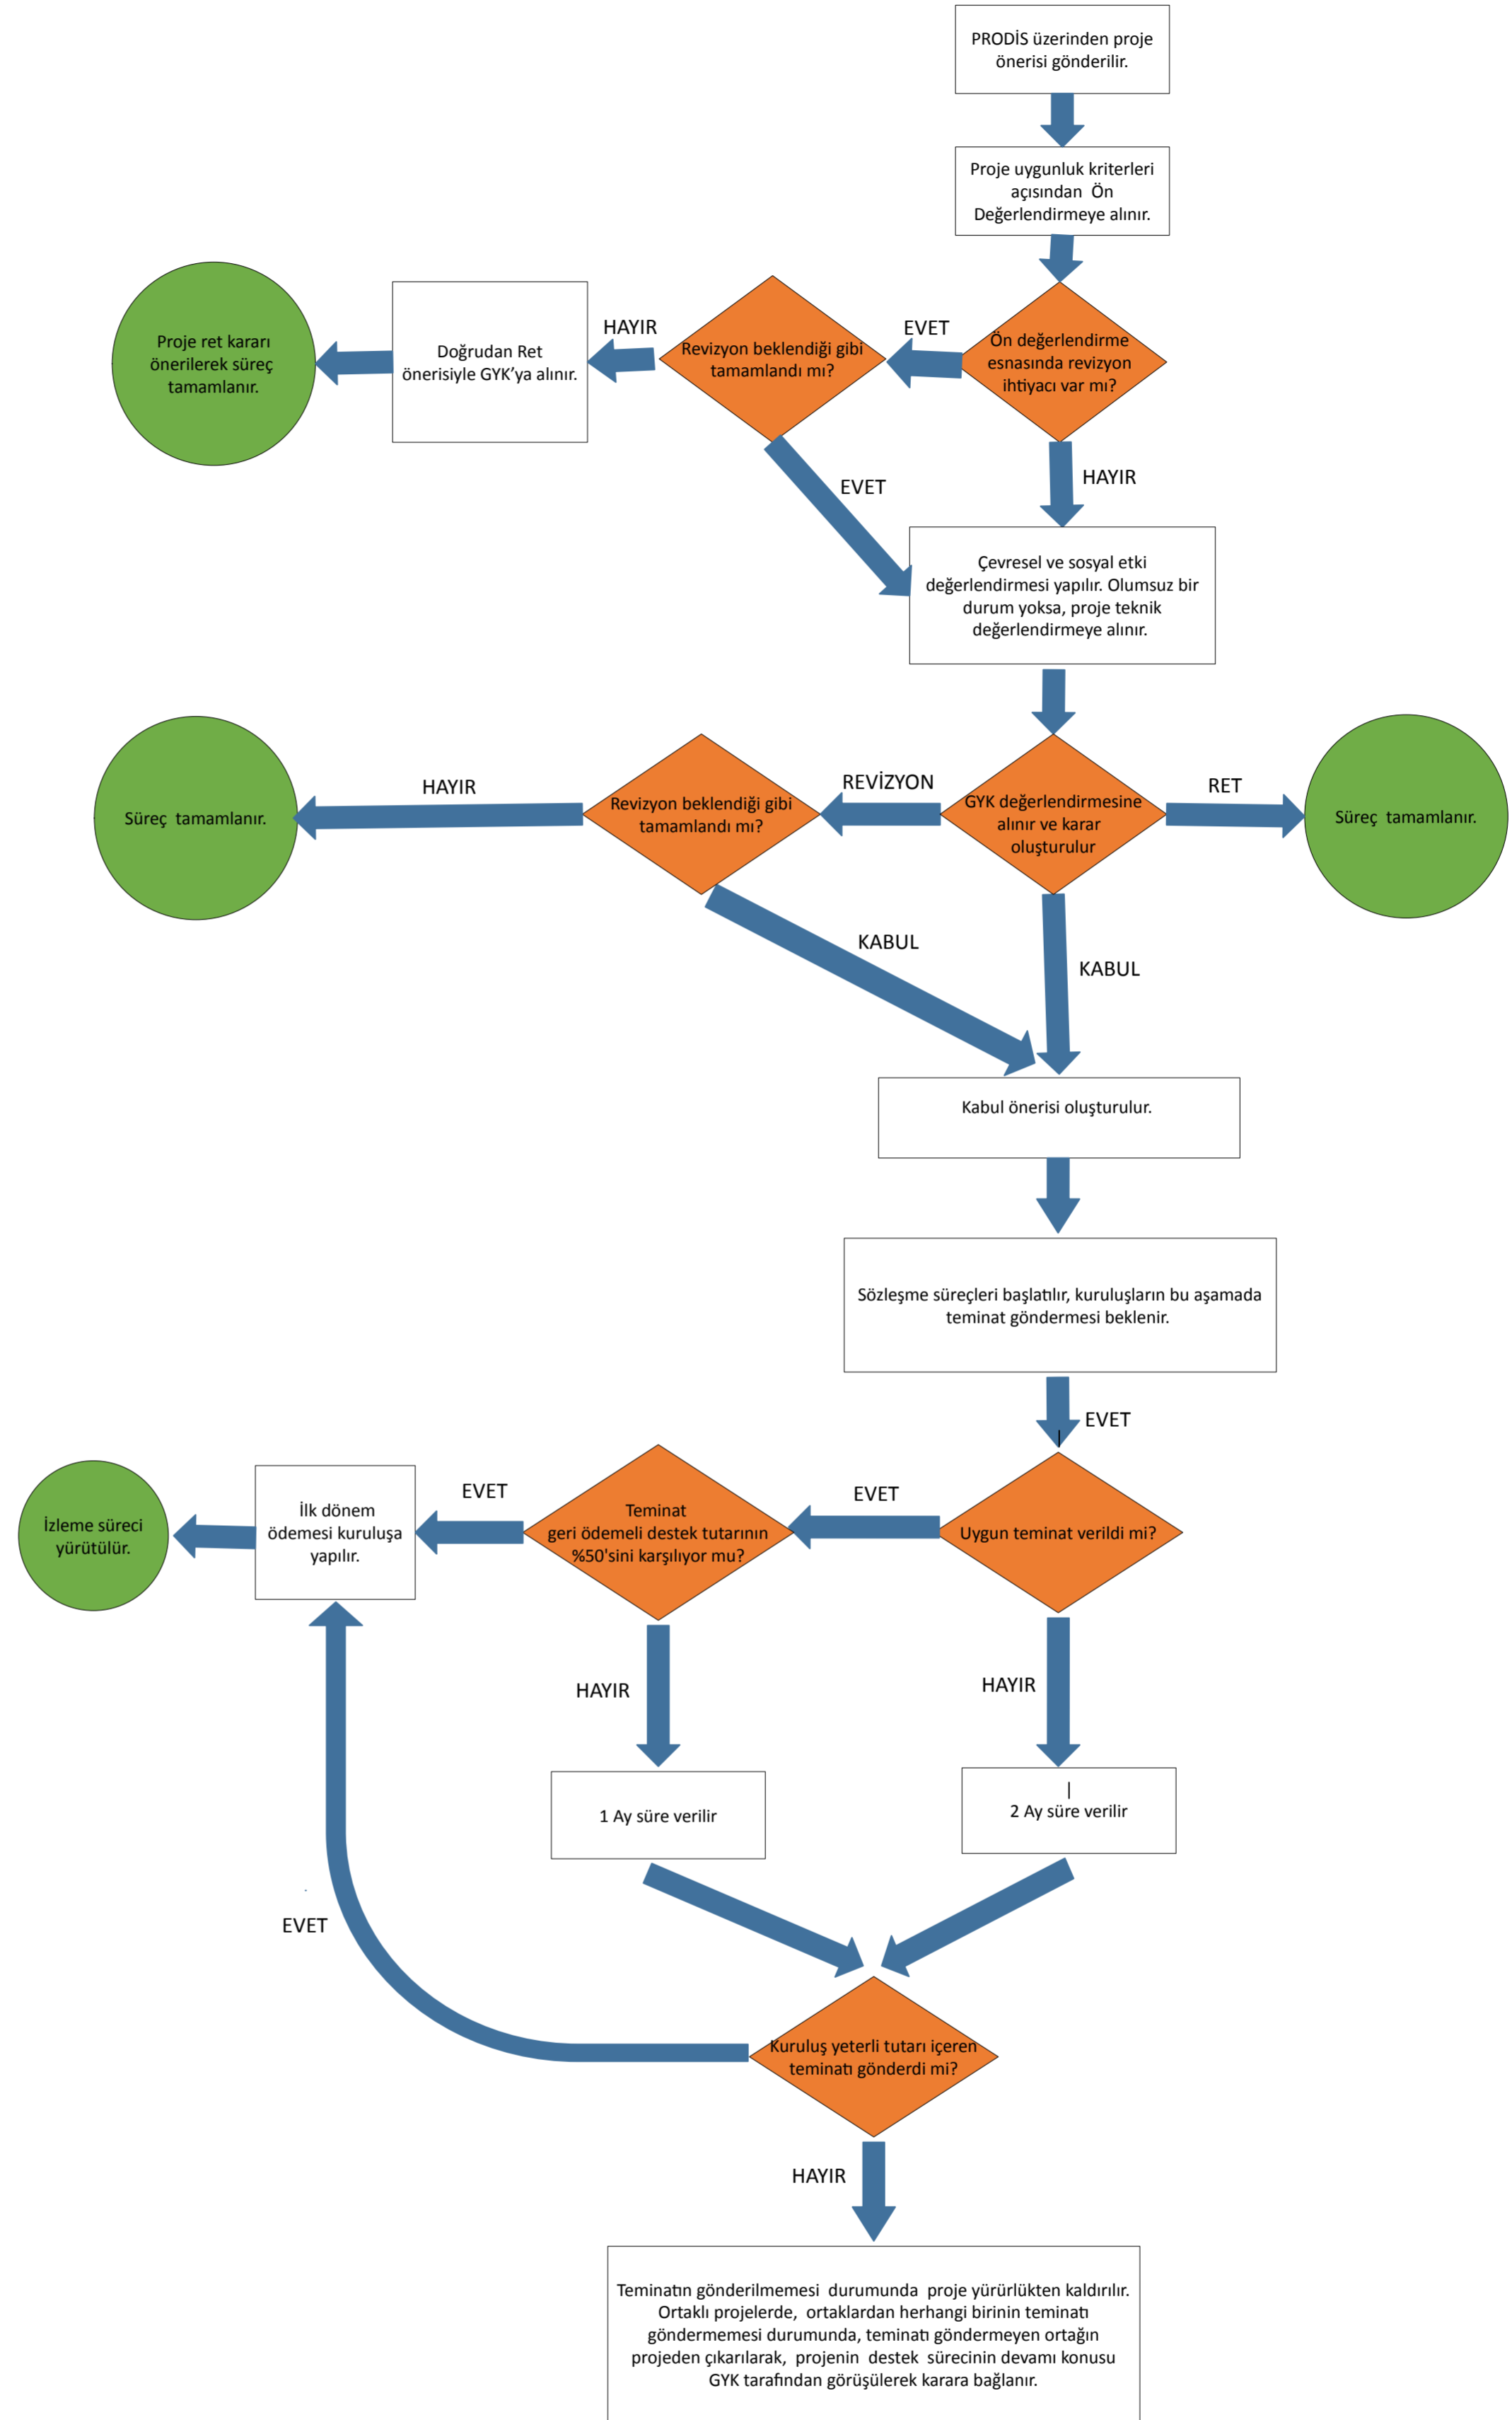 PRODİS üzerinden proje
önerisi gönderilir.
Proje uygunluk kriterleri
açısından  Ön
Değerlendirmeye alınır.
Proje ret kararı
önerilerek süreç
tamamlanır.
Doğrudan Ret
önerisiyle GYK’ya alınır.
HAYIR
Revizyon beklendiği gibi
tamamlandı mı?
EVET
Ön değerlendirme
esnasında revizyon
ihtiyacı var mı?
EVET
HAYIR
Çevresel ve sosyal etki
değerlendirmesi yapılır. Olumsuz bir
durum yoksa, proje teknik
değerlendirmeye alınır.
Süreç  tamamlanır.
HAYIR
Revizyon beklendiği gibi
tamamlandı mı?
REVİZYON
GYK değerlendirmesine
alınır ve karar
oluşturulur
RET
Süreç  tamamlanır.
KABUL
KABUL
Kabul önerisi oluşturulur.
Sözleşme süreçleri başlatılır, kuruluşların bu aşamada
teminat göndermesi beklenir.
EVET
İzleme süreci
yürütülür.
İlk dönem
ödemesi kuruluşa
yapılır.
EVET
Teminat
geri ödemeli destek tutarının
%50'sini karşılıyor mu?
EVET
Uygun teminat verildi mi?
HAYIR
HAYIR
1 Ay süre verilir
2 Ay süre verilir
EVET
Kuruluş yeterli tutarı içeren
teminatı gönderdi mi?
HAYIR
Teminatın gönderilmemesi  durumunda  proje yürürlükten kaldırılır.
Ortaklı projelerde,  ortaklardan herhangi birinin teminatı
göndermemesi durumunda, teminatı göndermeyen ortağın
projeden çıkarılarak,  projenin  destek  sürecinin devamı konusu
GYK tarafından görüşülerek karara bağlanır.